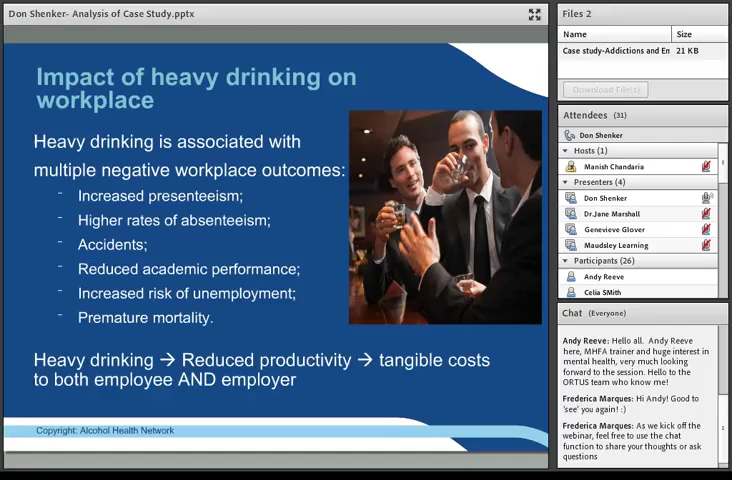 Don Shenker- Analysis of Case Study.pptx
Impact of heavy drinking on
workplace
Heavy drinking is associated with
multiple negative workplace outcomes:
- Increased presenteeism;
- Higher rates of absenteeism;
- Accidents;
- Reduced academic performance;
- Increased risk of unemployment;
- Premature mortality.
Heavy drinking → Reduced productivity → tangible costs
to both employee AND employer
Copyright: Alcohol Health Network
Files 2
Name Size
Case study-Addictions and Em 21 KB
Download File(s)
Attendees (31)
Don Shenker
Hosts (1)
Manish Chandaria
Presenters (4)
Don Shenker
Dr.Jane Marshall
Genevieve Glover
Maudsley Learning
Participants (26)
Andy Reeve
Celia SMith
Chat (Everyone)
Andy Reeve: Hello all. Andy Reeve
here, MHFA trainer and huge interest in
mental health, very much looking
forward to the session. Hello to the
ORTUS team who know me!
Frederica Marques: Hi Andy! Good to
'see' you again! :)
Frederica Marques: As we kick off the
webinar, feel free to use the chat
function to share your thoughts or ask
questions